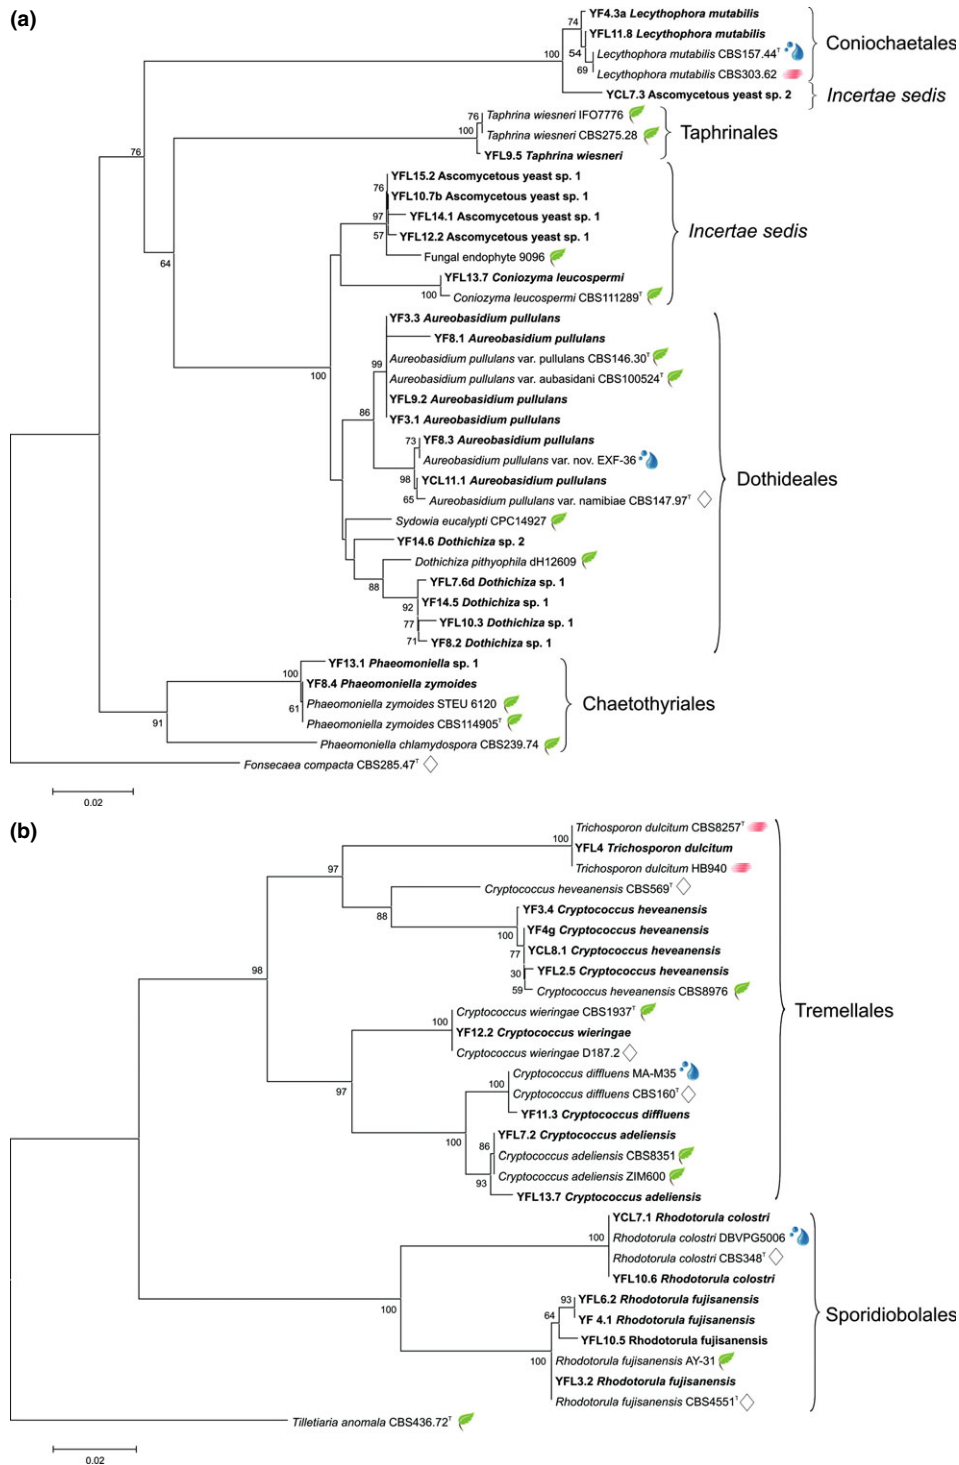 (a)
YF4.3a Lecythophora mutabilis
74
YFL11.8 Lecythophora mutabilis
Coniochaetales
100
54
Lecythophora mutabilis CBS157.44T
69
Lecythophora mutabilis CBS303.62
YCL7.3 Ascomycetous yeast sp. 2
Incertae sedis
76
Taphrina wiesneri IFO7776
100
Taphrina wiesneri CBS275.28
Taphrinales
76
YFL9.5 Taphrina wiesneri
YFL15.2 Ascomycetous yeast sp. 1
76
YFL10.7b Ascomycetous yeast sp. 1
97
YFL14.1 Ascomycetous yeast sp. 1
57
YFL12.2 Ascomycetous yeast sp. 1
Incertae sedis
64
Fungal endophyte 9096
YFL13.7 Coniozyma leucospermi
100
Coniozyma leucospermi CBS111289T
YF3.3 Aureobasidium pullulans
YF8.1 Aureobasidium pullulans
99
Aureobasidium pullulans var. pullulans CBS146.30T
100
Aureobasidium pullulans var. aubasidani CBS100524T
YFL9.2 Aureobasidium pullulans
86
YF3.1 Aureobasidium pullulans
73
YF8.3 Aureobasidium pullulans
Aureobasidium pullulans var. nov. EXF-36
98
YCL11.1 Aureobasidium pullulans
Dothideales
65
Aureobasidium pullulans var. namibiae CBS147.97T
Sydowia eucalypti CPC14927
YF14.6 Dothichiza sp. 2
Dothichiza pithyophila dH12609
88
YFL7.6d Dothichiza sp. 1
92
YF14.5 Dothichiza sp. 1
77
YFL10.3 Dothichiza sp. 1
71
YF8.2 Dothichiza sp. 1
100
YF13.1 Phaeomoniella sp. 1
YF8.4 Phaeomoniella zymoides
61
Phaeomoniella zymoides STEU 6120
Chaetothyriales
91
Phaeomoniella zymoides CBS114905T
Phaeomoniella chlamydospora CBS239.74
Fonsecaea compacta CBS285.47T
0.02
(b)
Trichosporon dulcitum CBS8257T
100
YFL4 Trichosporon dulcitum
97
Trichosporon dulcitum HB940
Cryptococcus heveanensis CBS569T
88
YF3.4 Cryptococcus heveanensis
100
YF4g Cryptococcus heveanensis
77
YCL8.1 Cryptococcus heveanensis
98
30
YFL2.5 Cryptococcus heveanensis
59
Cryptococcus heveanensis CBS8976
Tremellales
Cryptococcus wieringae CBS1937T
100
YF12.2 Cryptococcus wieringae
Cryptococcus wieringae D187.2
97
Cryptococcus diffluens MA-M35
100
Cryptococcus diffluens CBS160T
YF11.3 Cryptococcus diffluens
100
YFL7.2 Cryptococcus adeliensis
86
Cryptococcus adeliensis CBS8351
93
Cryptococcus adeliensis ZIM600
YFL13.7 Cryptococcus adeliensis
YCL7.1 Rhodotorula colostri
100
Rhodotorula colostri DBVPG5006
Rhodotorula colostri CBS348T
YFL10.6 Rhodotorula colostri
100
93
YFL6.2 Rhodotorula fujisanensis
Sporidiobolales
64
YF 4.1 Rhodotorula fujisanensis
YFL10.5 Rhodotorula fujisanensis
100
Rhodotorula fujisanensis AY-31
YFL3.2 Rhodotorula fujisanensis
Rhodotorula fujisanensis CBS4551T
Tilletiaria anomala CBS436.72T
0.02